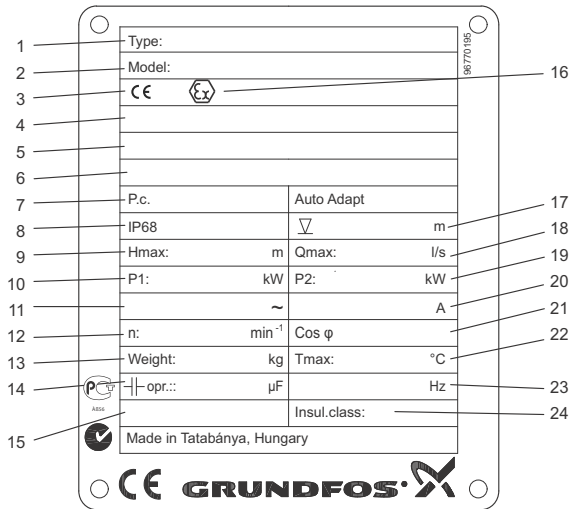 1 Type:
2 Model: 96770195
3 CE Ex 16
4
5
6
7 P.c. Auto Adapt
8 IP68 m 17
9 Hmax: m Qmax: l/s 18
10 P1: kW P2: kW 19
11 ~ A 20
12 n: min⁻¹ Cos φ 21
13 Weight: kg Tmax: °C 22
14 opr.:: µF Hz 23
15 Insul.class: 24
Made in Tatabánya, Hungary
CE GRUNDFOS